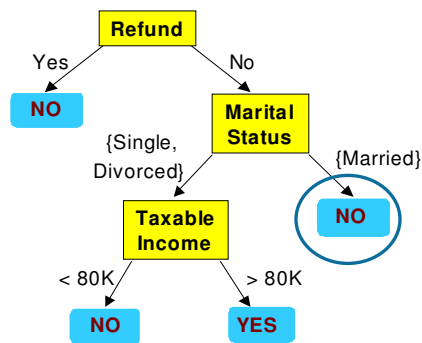 Refund
Yes
No
NO
Marital
Status
{Single,
Divorced}
{Married}
NO
Taxable
Income
< 80K
> 80K
NO
YES